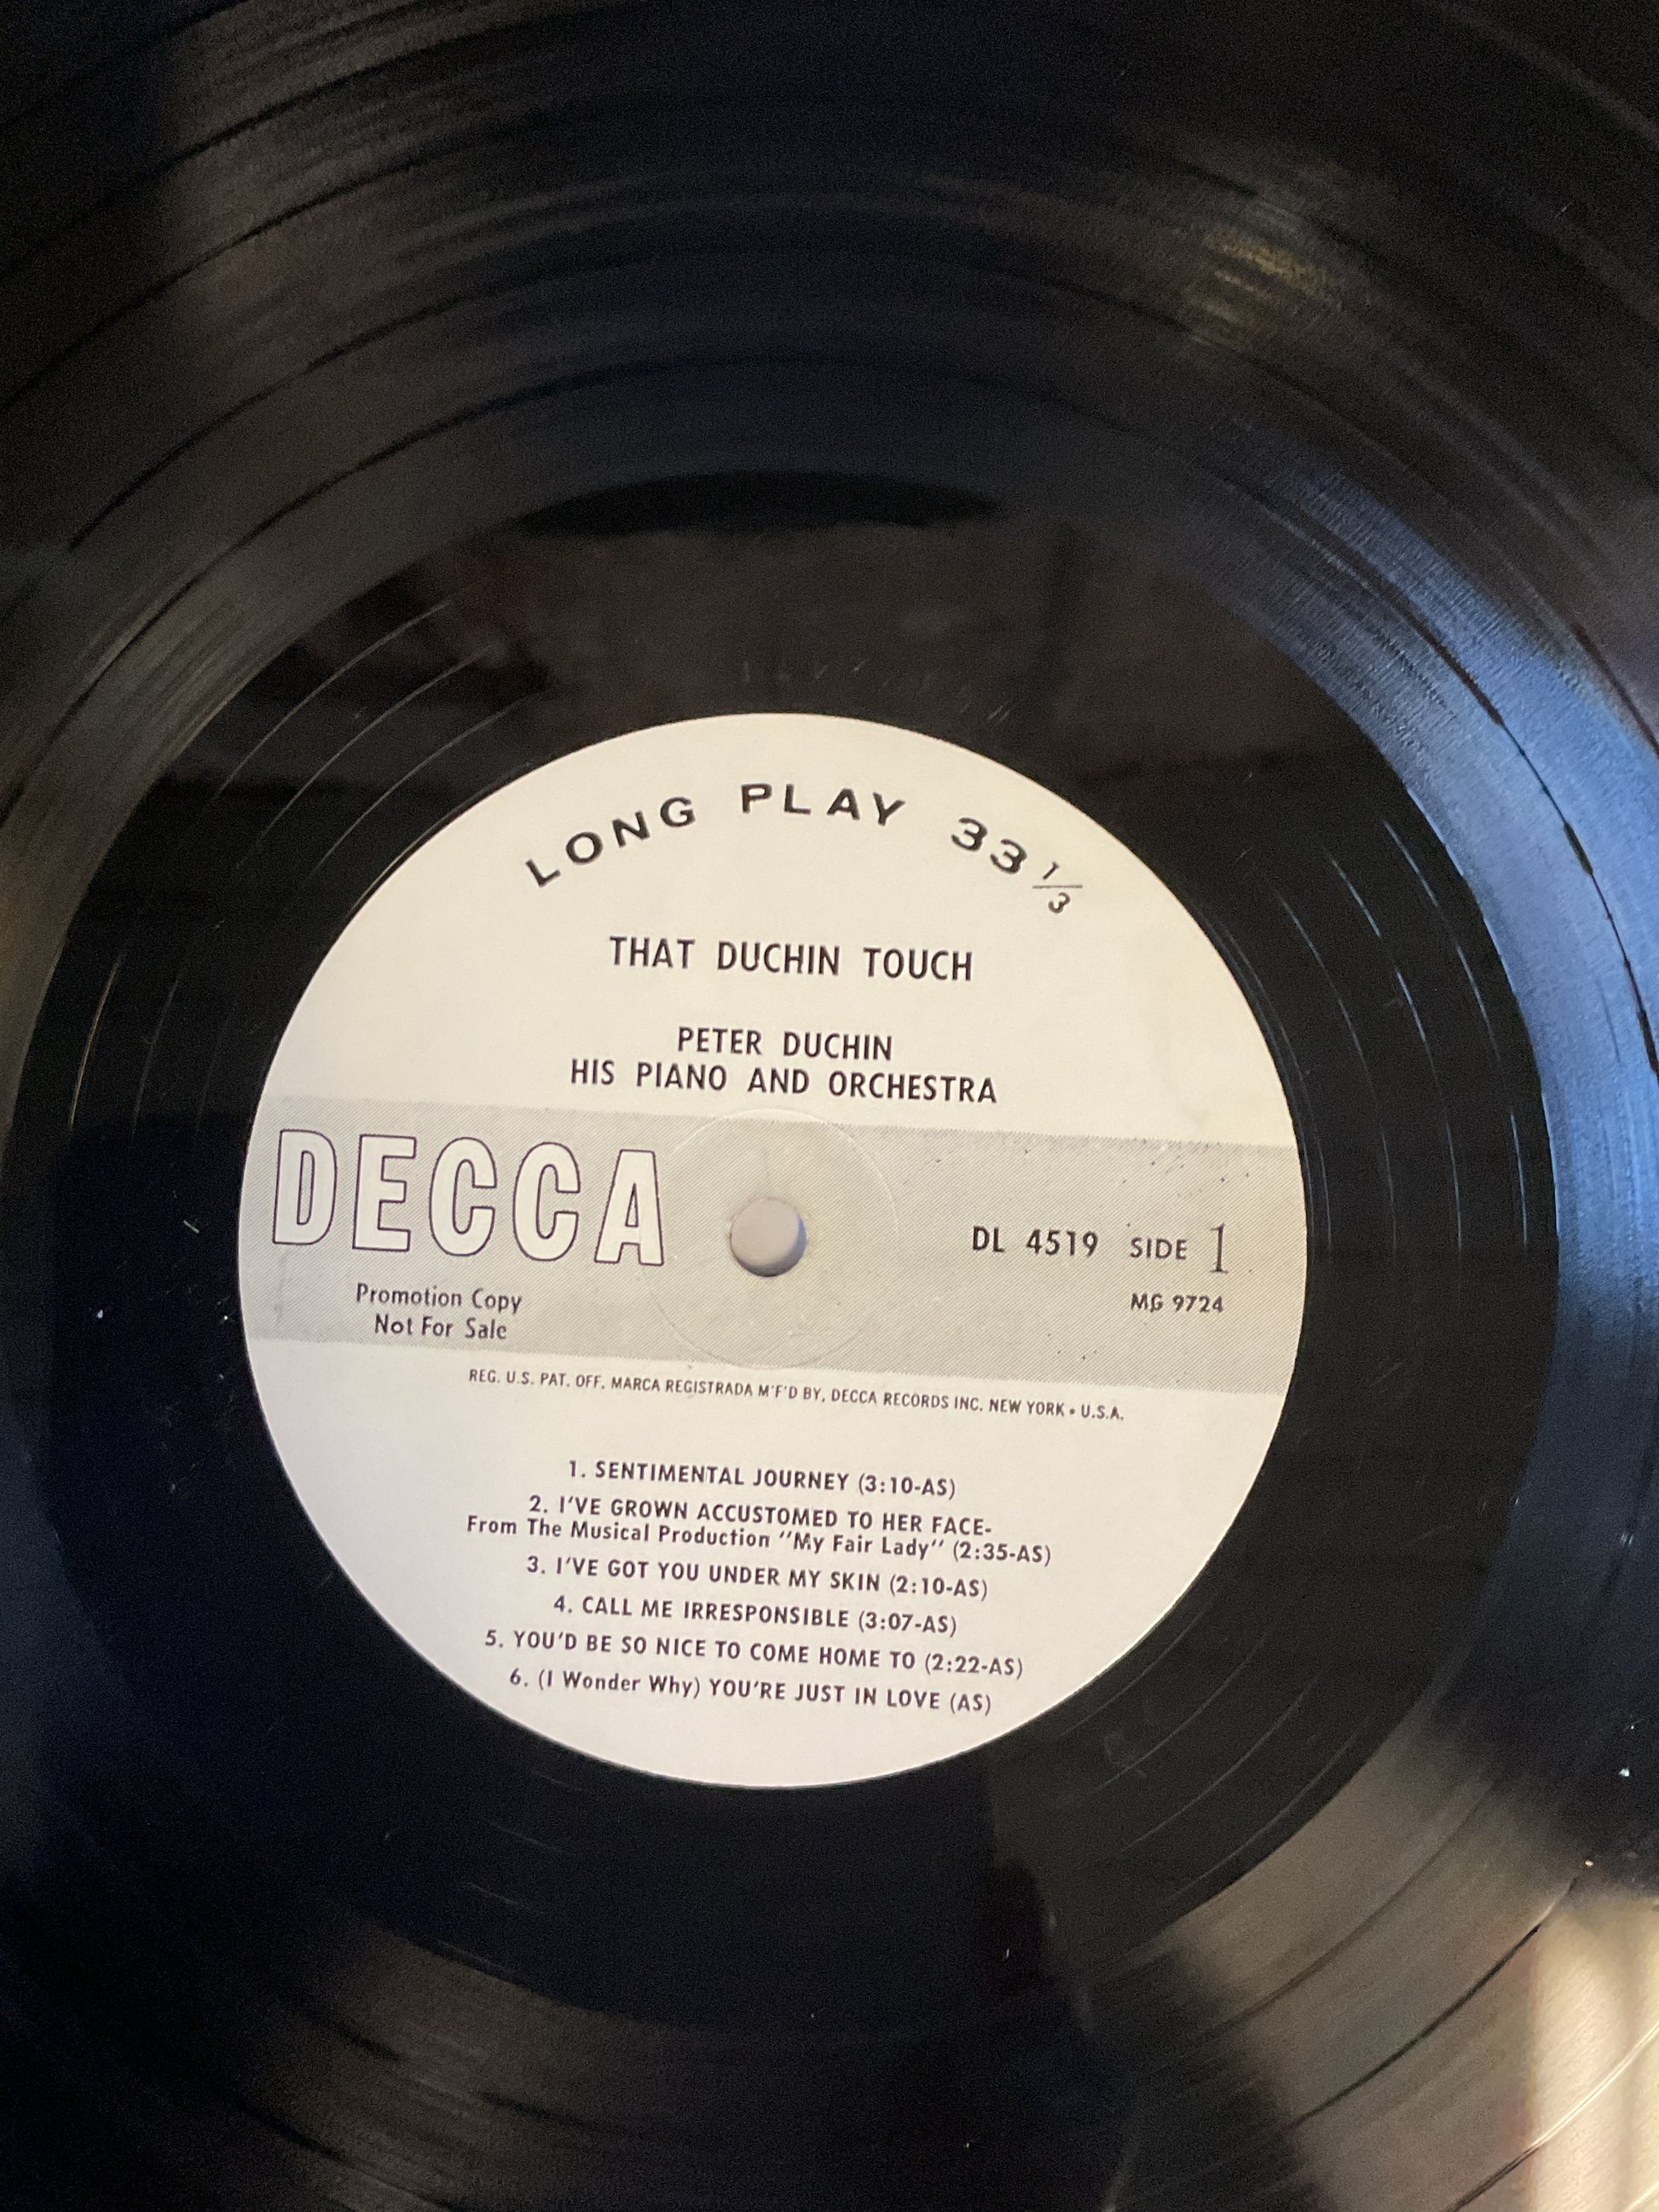 LONG PLAY 33 1/3
THAT DUCHIN TOUCH
PETER DUCHIN
HIS PIANO AND ORCHESTRA
DECCA
DL 4519 SIDE 1
Promotion Copy
Not For Sale
MG 9724
REG. U.S. PAT. OFF. MARCA REGISTRADA M'F'D BY, DECCA RECORDS INC. NEW YORK • U.S.A.
1. SENTIMENTAL JOURNEY (3:10-AS)
2. I'VE GROWN ACCUSTOMED TO HER FACE-
From The Musical Production "My Fair Lady" (2:35-AS)
3. I'VE GOT YOU UNDER MY SKIN (2:10-AS)
4. CALL ME IRRESPONSIBLE (3:07-AS)
5. YOU'D BE SO NICE TO COME HOME TO (2:22-AS)
6. (I Wonder Why) YOU'RE JUST IN LOVE (AS)